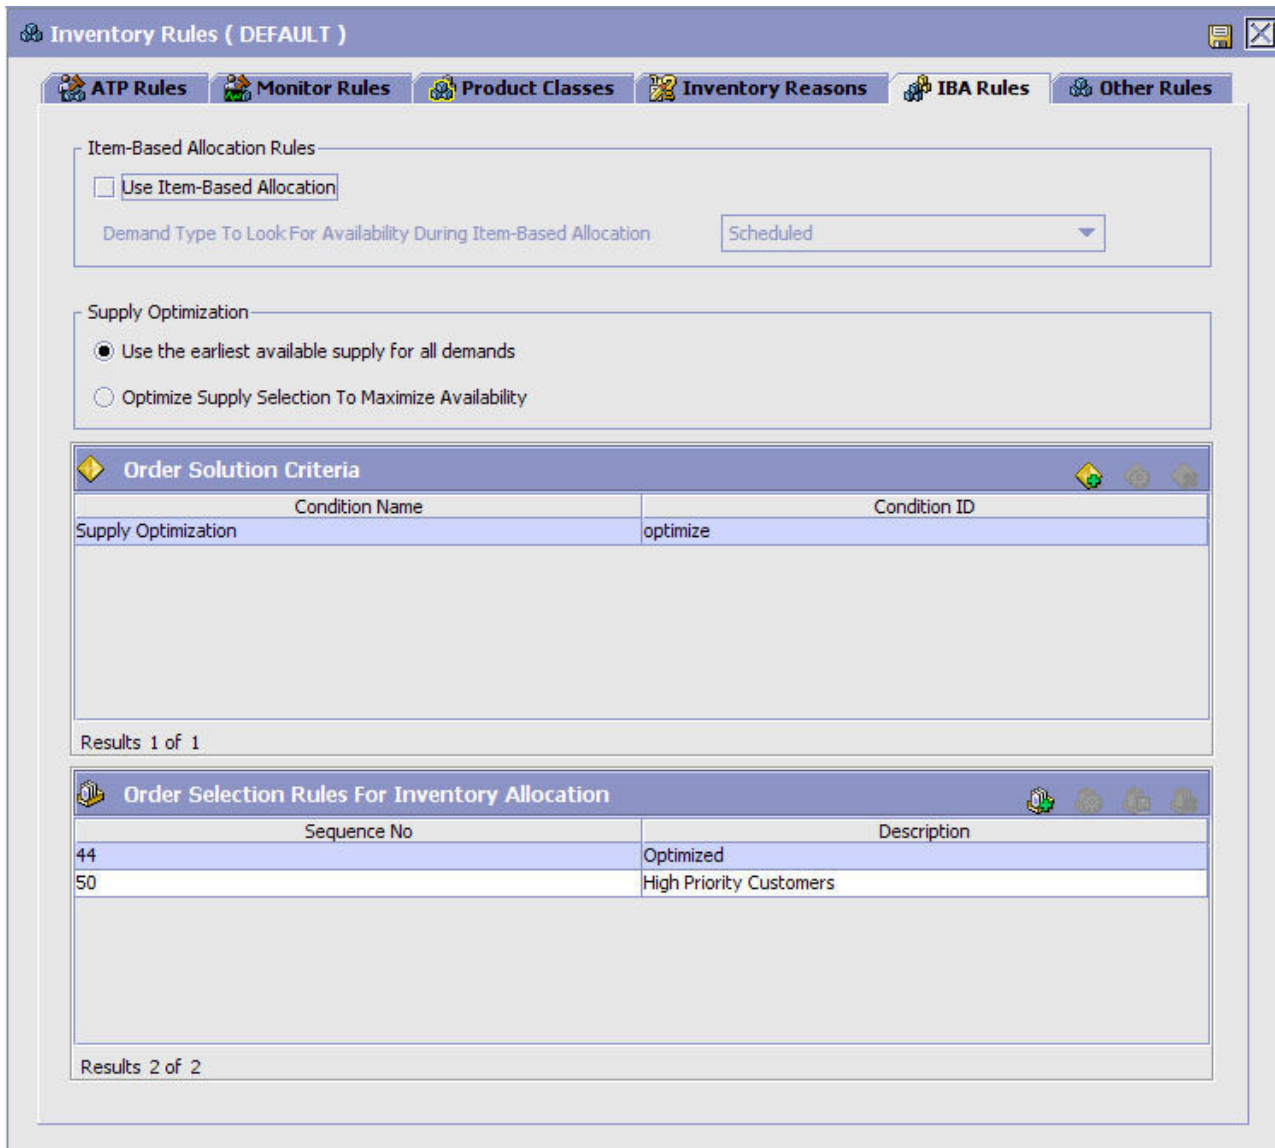 Inventory Rules ( DEFAULT )
ATP Rules Monitor Rules Product Classes Inventory Reasons IBA Rules Other Rules
Item-Based Allocation Rules
Use Item-Based Allocation
Demand Type To Look For Availability During Item-Based Allocation Scheduled
Supply Optimization
Use the earliest available supply for all demands
Optimize Supply Selection To Maximize Availability
Order Solution Criteria
Condition Name Condition ID
Supply Optimization optimize
Results 1 of 1
Order Selection Rules For Inventory Allocation
Sequence No Description
44 Optimized
50 High Priority Customers
Results 2 of 2